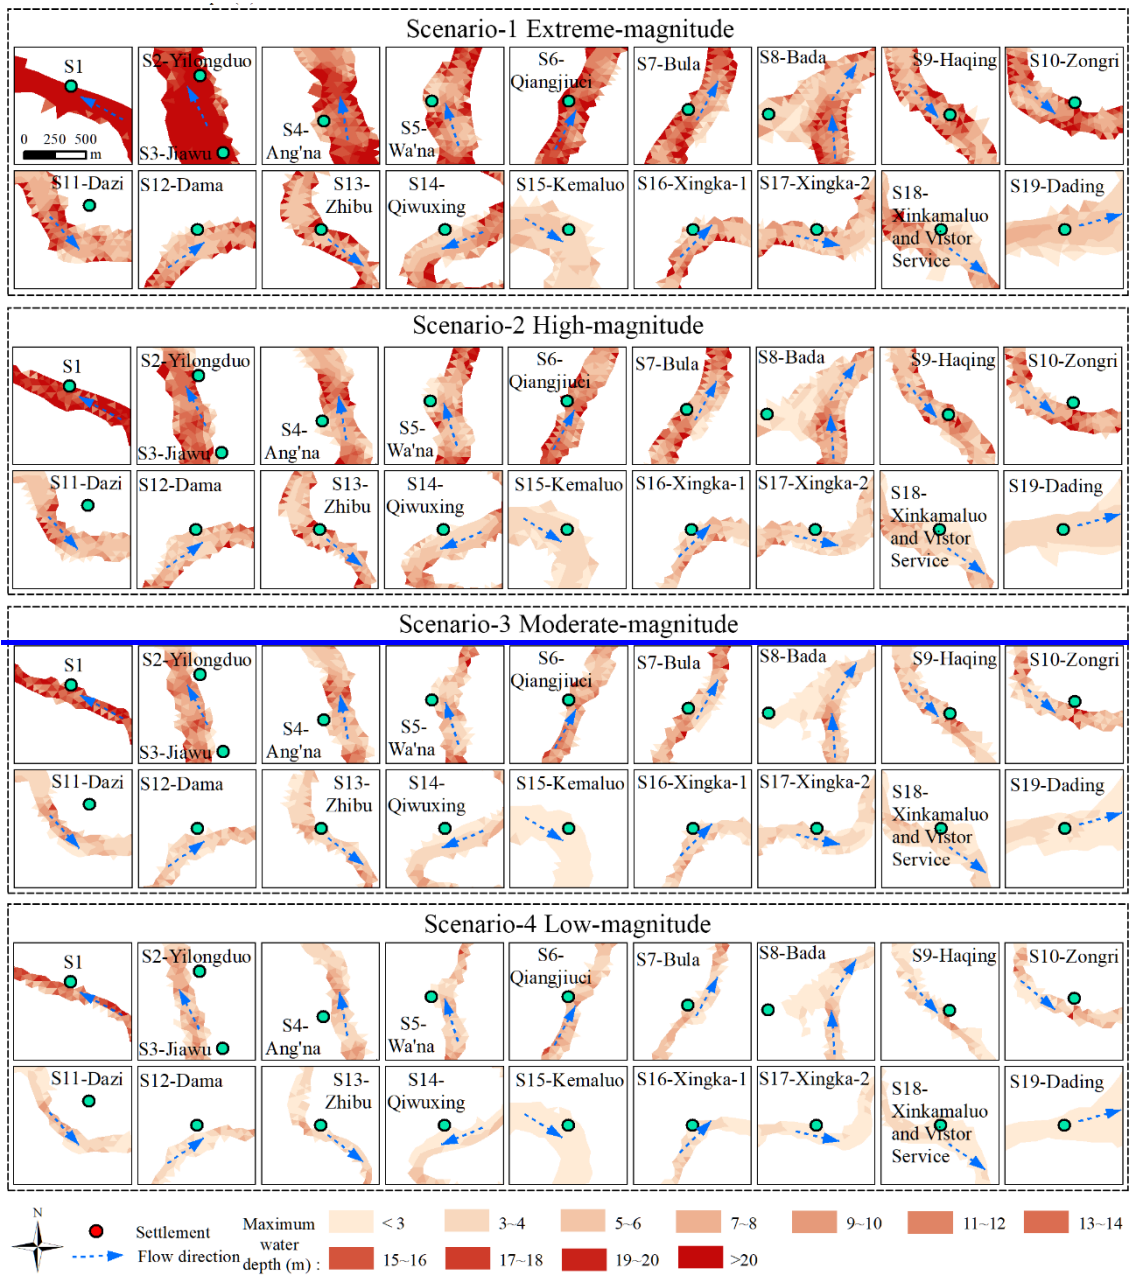 Scenario-1 Extreme-magnitude
S1
0 250 500
m
S2-Yilongduo
S3-Jiawu
S4-
Ang'na
S5-
Wa'na
S6-
Qiangjiuci
S7-Bula
S8-Bada
S9-Haqing
S10-Zongri
S11-Dazi
S12-Dama
S13-
Zhibu
S14-
Qiwuxing
S15-Kemaluo
S16-Xingka-1
S17-Xingka-2
S18-
Xinkamaluo
and Vistor
Service
S19-Dading
Scenario-2 High-magnitude
S1
S2-Yilongduo
S3-Jiawu
S4-
Ang'na
S5-
Wa'na
S6-
Qiangjiuci
S7-Bula
S8-Bada
S9-Haqing
S10-Zongri
S11-Dazi
S12-Dama
S13-
Zhibu
S14-
Qiwuxing
S15-Kemaluo
S16-Xingka-1
S17-Xingka-2
S18-
Xinkamaluo
and Vistor
Service
S19-Dading
Scenario-3 Moderate-magnitude
S1
S2-Yilongduo
S3-Jiawu
S4-
Ang'na
S5-
Wa'na
S6-
Qiangjiuci
S7-Bula
S8-Bada
S9-Haqing
S10-Zongri
S11-Dazi
S12-Dama
S13-
Zhibu
S14-
Qiwuxing
S15-Kemaluo
S16-Xingka-1
S17-Xingka-2
S18-
Xinkamaluo
and Vistor
Service
S19-Dading
Scenario-4 Low-magnitude
S1
S2-Yilongduo
S3-Jiawu
S4-
Ang'na
S5-
Wa'na
S6-
Qiangjiuci
S7-Bula
S8-Bada
S9-Haqing
S10-Zongri
S11-Dazi
S12-Dama
S13-
Zhibu
S14-
Qiwuxing
S15-Kemaluo
S16-Xingka-1
S17-Xingka-2
S18-
Xinkamaluo
and Vistor
Service
S19-Dading
N
Settlement
Flow direction
Maximum
water
depth (m) :
< 3
3~4
5~6
7~8
9~10
11~12
13~14
15~16
17~18
19~20
>20